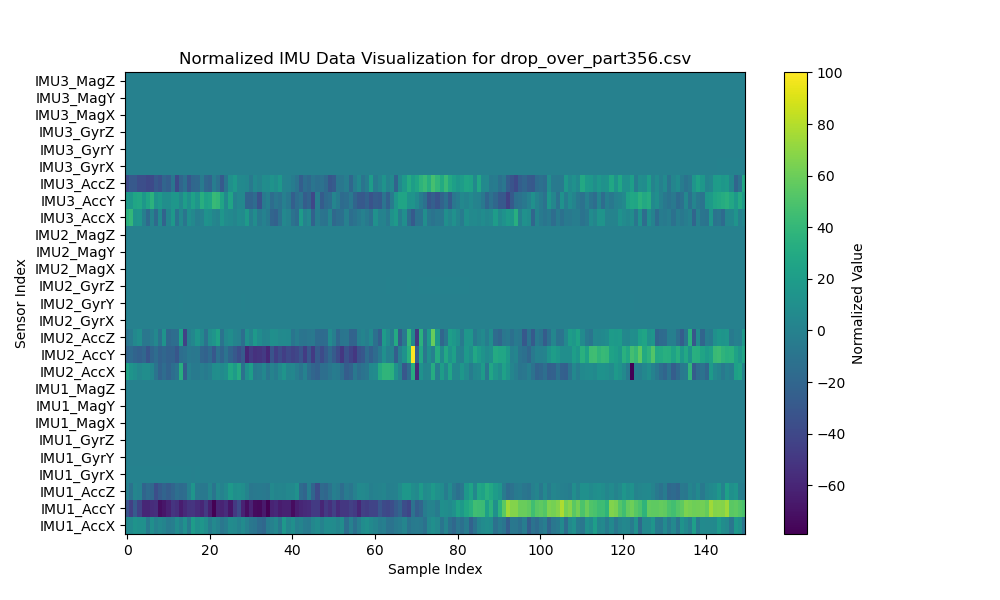 Normalized IMU Data Visualization for drop_over_part356.csv
IMU3_MagZ
IMU3_MagY
IMU3_MagX
IMU3_GyrZ
IMU3_GyrY
IMU3_GyrX
IMU3_AccZ
IMU3_AccY
IMU3_AccX
IMU2_MagZ
IMU2_MagY
IMU2_MagX
IMU2_GyrZ
IMU2_GyrY
IMU2_GyrX
IMU2_AccZ
IMU2_AccY
IMU2_AccX
IMU1_MagZ
IMU1_MagY
IMU1_MagX
IMU1_GyrZ
IMU1_GyrY
IMU1_GyrX
IMU1_AccZ
IMU1_AccY
IMU1_AccX
Sensor Index
0 20 40 60 80 100 120 140
Sample Index
100
80
60
40
20
0
−20
−40
−60
Normalized Value